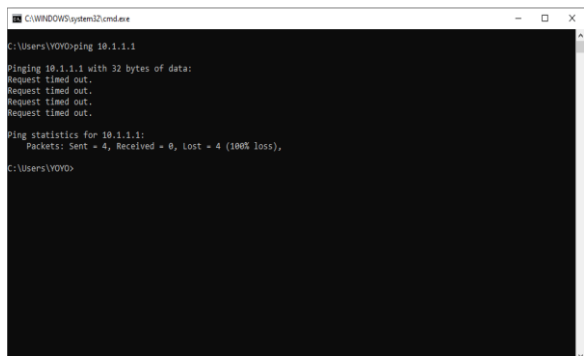 C:\WINDOWS\system32\cmd.exe
C:\Users\YOYO>ping 10.1.1.1
Pinging 10.1.1.1 with 32 bytes of data:
Request timed out.
Request timed out.
Request timed out.
Request timed out.
Ping statistics for 10.1.1.1:
    Packets: Sent = 4, Received = 0, Lost = 4 (100% loss),
C:\Users\YOYO>